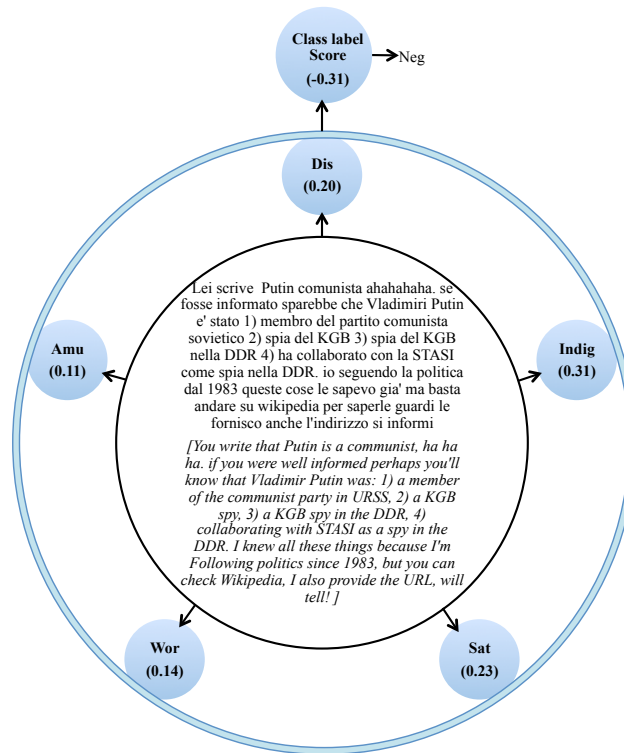 Class label
Score
(-0.31)
Neg
Dis
(0.20)
Lei scrive Putin comunista ahahahaha. se
fosse informato sparebbe che Vladimiri Putin
e' stato 1) membro del partito comunista
sovietico 2) spia del KGB 3) spia del KGB
nella DDR 4) ha collaborato con la STASI
come spia nella DDR. io seguendo la politica
dal 1983 queste cose le sapevo gia' ma basta
andare su wikipedia per saperle guardi le
fornisco anche l'indirizzo si informi
[You write that Putin is a communist, ha ha
ha. if you were well informed perhaps you'll
know that Vladimir Putin was: 1) a member
of the communist party in URSS, 2) a KGB
spy, 3) a KGB spy in the DDR, 4)
collaborating with STASI as a spy in the
DDR. I knew all these things because I'm
Following politics since 1983, but you can
check Wikipedia, I also provide the URL, will
tell! ]
Amu
(0.11)
Indig
(0.31)
Wor
(0.14)
Sat
(0.23)